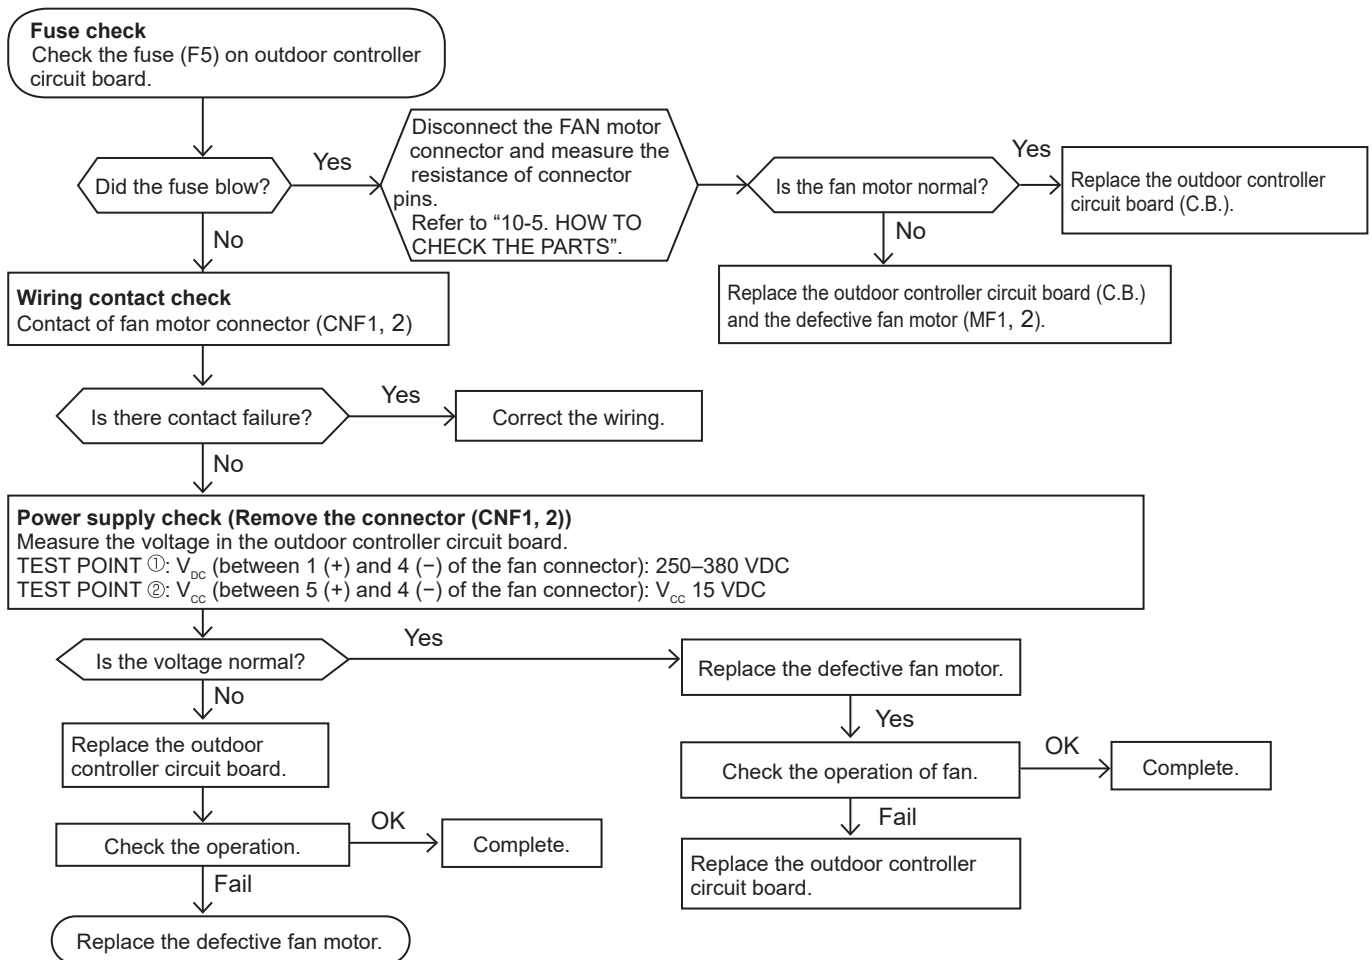 Fuse check
Check the fuse (F5) on outdoor controller
circuit board.
Did the fuse blow?
Yes
Disconnect the FAN motor
connector and measure the
resistance of connector
pins.
Refer to “10-5. HOW TO
CHECK THE PARTS”.
Is the fan motor normal?
Yes
Replace the outdoor controller
circuit board (C.B.).
No
Replace the outdoor controller circuit board (C.B.)
and the defective fan motor (MF1, 2).
No
Wiring contact check
Contact of fan motor connector (CNF1, 2)
Is there contact failure?
Yes
Correct the wiring.
No
Power supply check (Remove the connector (CNF1, 2))
Measure the voltage in the outdoor controller circuit board.
TEST POINT ①: VDC (between 1 (+) and 4 (−) of the fan connector): 250–380 VDC
TEST POINT ②: VCC (between 5 (+) and 4 (−) of the fan connector): VCC 15 VDC
Is the voltage normal?
Yes
Replace the defective fan motor.
Yes
Check the operation of fan.
OK
Complete.
Fail
Replace the outdoor controller
circuit board.
No
Replace the outdoor
controller circuit board.
Check the operation.
OK
Complete.
Fail
Replace the defective fan motor.